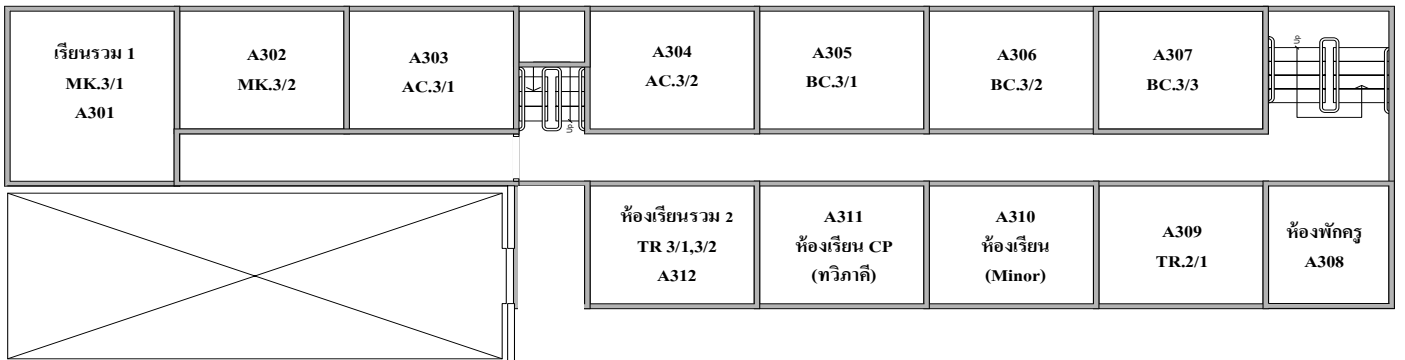 เรียนรวม 1
MK.3/1
A301
A302
MK.3/2
A303
AC.3/1
Up
A304
AC.3/2
A305
BC.3/1
A306
BC.3/2
A307
BC.3/3
Up
ห้องเรียนรวม 2
TR 3/1,3/2
A312
A311
ห้องเรียน CP
(ทวิภาคี)
A310
ห้องเรียน
(Minor)
A309
TR.2/1
ห้องพักครู
A308